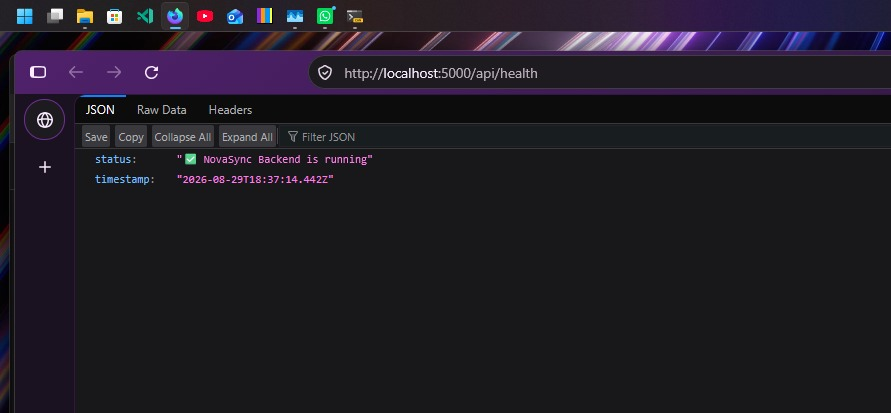 http://localhost:5000/api/health
JSON Raw Data Headers
Save Copy Collapse All Expand All Filter JSON
status: "✅ NovaSync Backend is running"
timestamp: "2026-08-29T18:37:14.442Z"